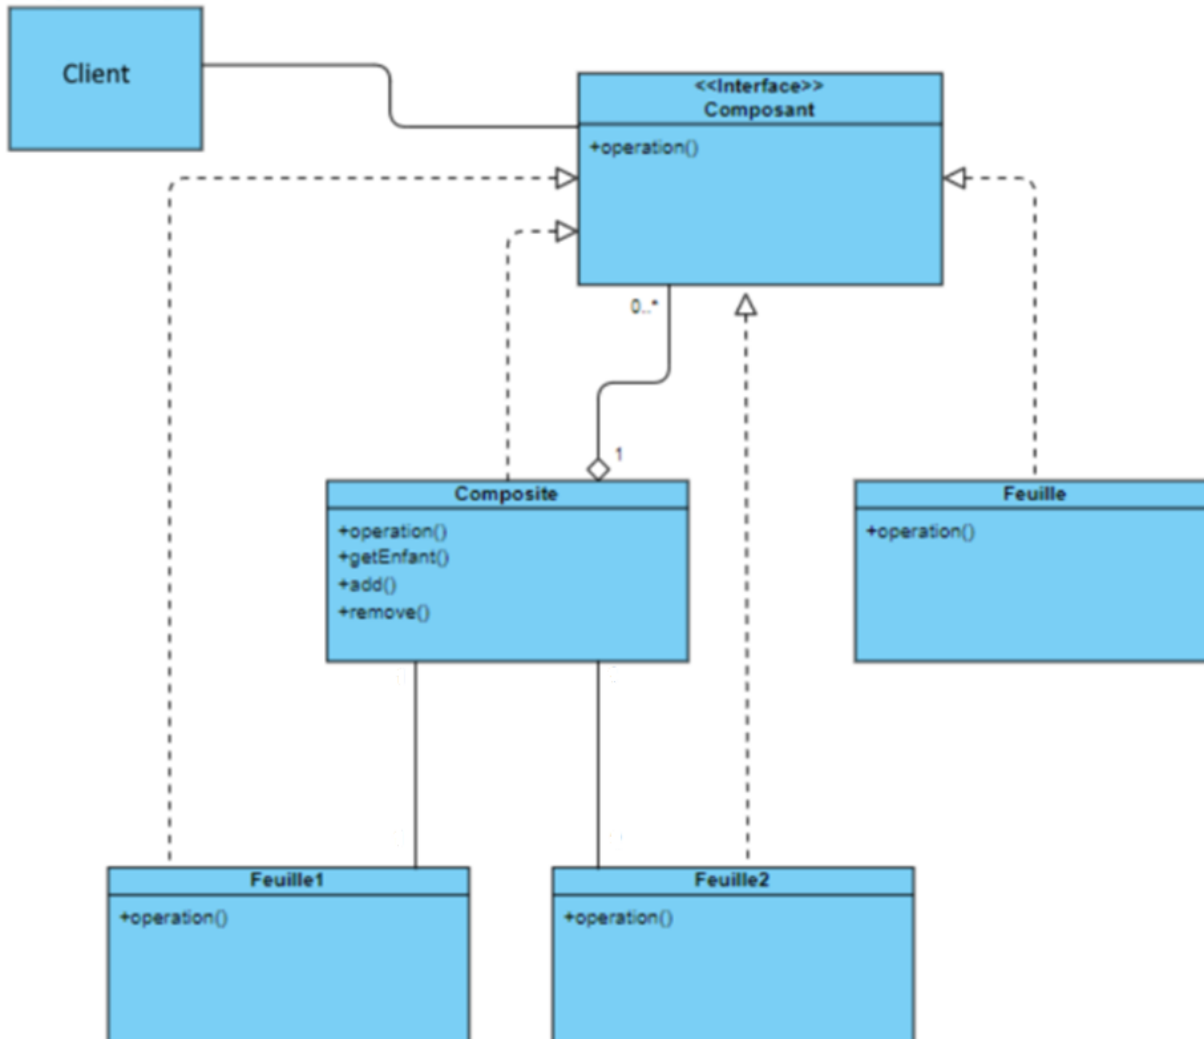 Client
<<Interface>>
Composant
+operation()
0..*
1
Composite
+operation()
+getEnfant()
+add()
+remove()
Feuille
+operation()
Feuille1
+operation()
Feuille2
+operation()